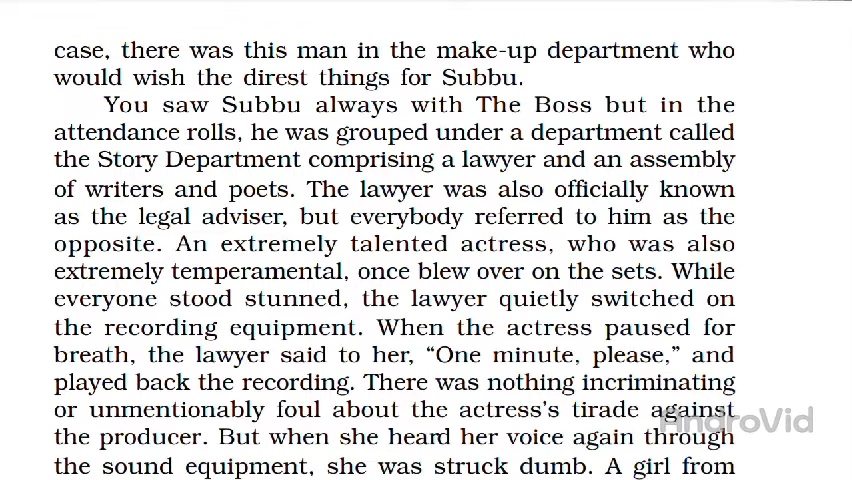 case, there was this man in the make-up department who
would wish the direst things for Subbu.
You saw Subbu always with The Boss but in the
attendance rolls, he was grouped under a department called
the Story Department comprising a lawyer and an assembly
of writers and poets. The lawyer was also officially known
as the legal adviser, but everybody referred to him as the
opposite. An extremely talented actress, who was also
extremely temperamental, once blew over on the sets. While
everyone stood stunned, the lawyer quietly switched on
the recording equipment. When the actress paused for
breath, the lawyer said to her, “One minute, please,” and
played back the recording. There was nothing incriminating
or unmentionably foul about the actress’s tirade against
the producer. But when she heard her voice again through
the sound equipment, she was struck dumb. A girl from
AndroVid